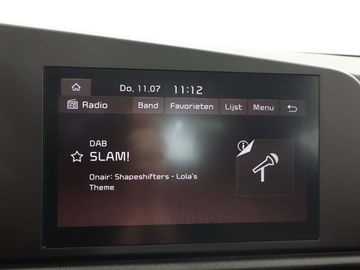 Do, 11.07 11:12
Radio Band Favorieten Lijst Menu
DAB
SLAM!
Onair: Shapeshifters - Lola's
Theme